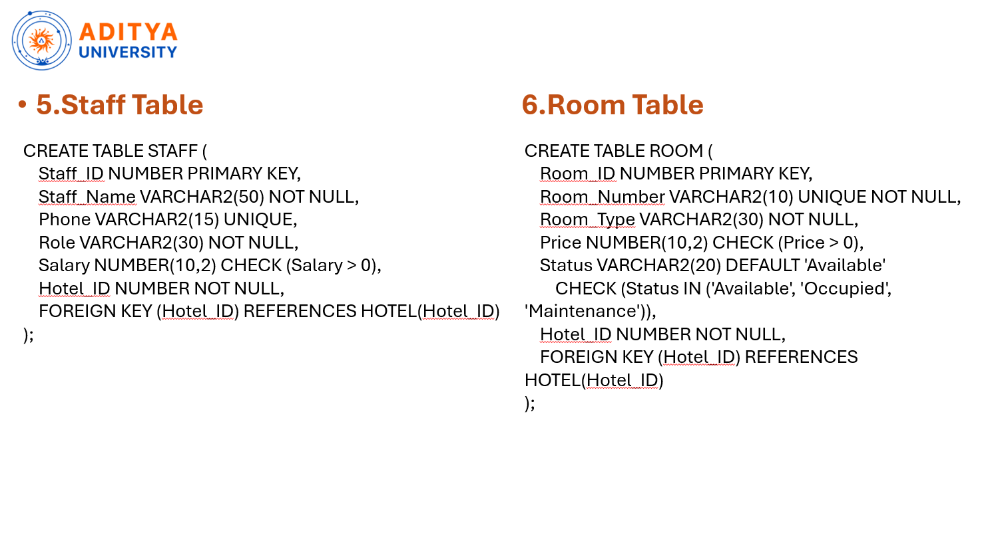 ADITYA
UNIVERSITY
• 5.Staff Table
CREATE TABLE STAFF (
Staff_ID NUMBER PRIMARY KEY,
Staff_Name VARCHAR2(50) NOT NULL,
Phone VARCHAR2(15) UNIQUE,
Role VARCHAR2(30) NOT NULL,
Salary NUMBER(10,2) CHECK (Salary > 0),
Hotel_ID NUMBER NOT NULL,
FOREIGN KEY (Hotel_ID) REFERENCES HOTEL(Hotel_ID)
);
6.Room Table
CREATE TABLE ROOM (
Room_ID NUMBER PRIMARY KEY,
Room_Number VARCHAR2(10) UNIQUE NOT NULL,
Room_Type VARCHAR2(30) NOT NULL,
Price NUMBER(10,2) CHECK (Price > 0),
Status VARCHAR2(20) DEFAULT 'Available'
CHECK (Status IN ('Available', 'Occupied',
'Maintenance')),
Hotel_ID NUMBER NOT NULL,
FOREIGN KEY (Hotel_ID) REFERENCES
HOTEL(Hotel_ID)
);